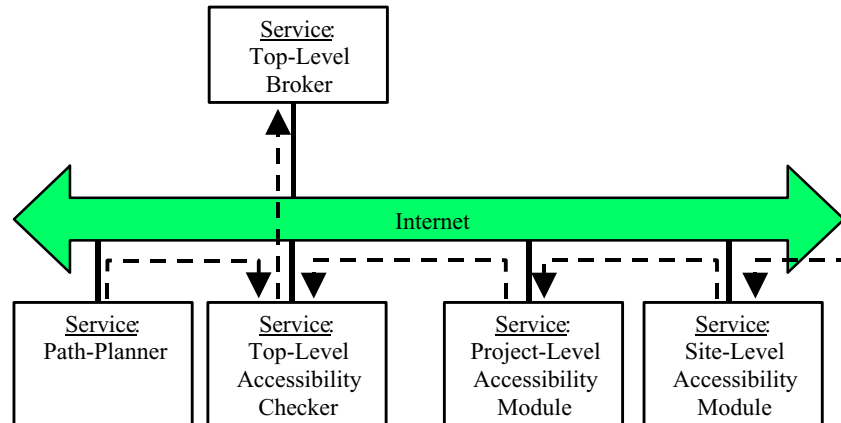 Service:
Top-Level
Broker
Internet
Service:
Path-Planner
Service:
Top-Level
Accessibility
Checker
Service:
Project-Level
Accessibility
Module
Service:
Site-Level
Accessibility
Module